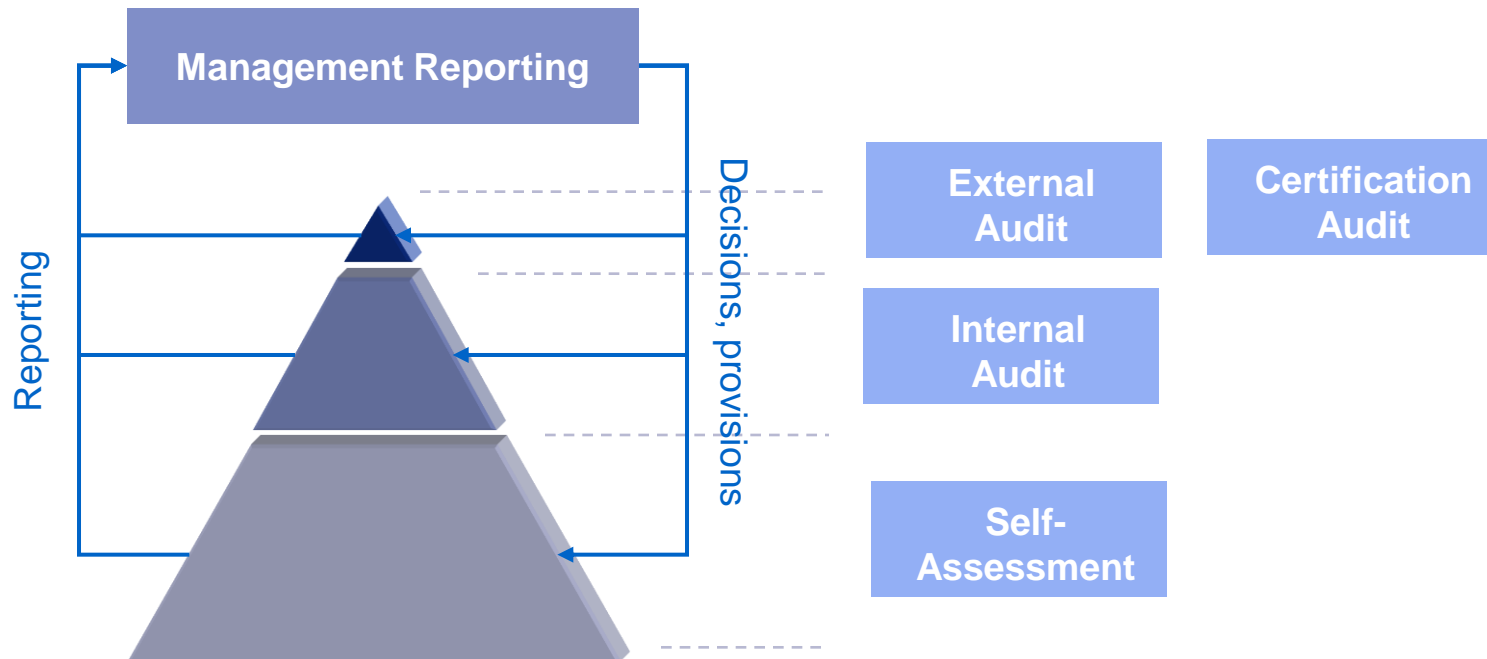 Management Reporting
Reporting
Decisions, provisions
External
Audit
Certification
Audit
Internal
Audit
Self-
Assessment